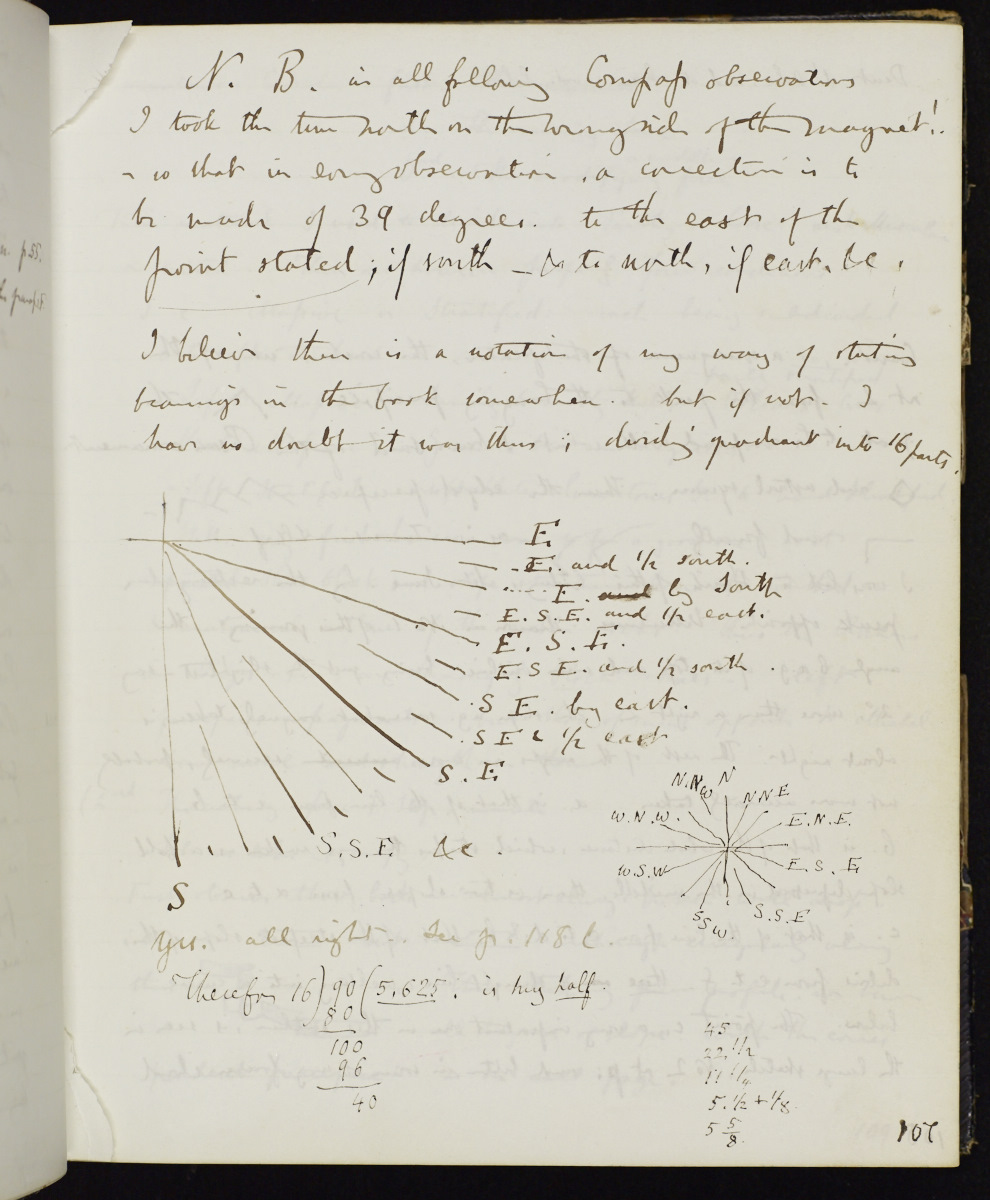 N. B. in all following Compass observations
I took the true north on the wrong side of the magnet!.
- so that in every observation, a correction is to
be made of 39 degrees. to the east of the
point stated; if south - to north, if east. &c.
I believe there is a notation of my way of stating
bearings in the book somewhere. but if not. I
have no doubt it was thus; dividing quadrant into 16 parts.
E
E. and 1/2 south.
E. and by South
E. S. E. and 1/2 east.
E. S. E.
E. S E. and 1/2 south.
S E. by east.
S E & 1/2 east
S. E
S. S. E &c.
S
N.NW N NNE
W. N. W. E. N. E.
W. S. W E. S. E
SSW. S. S. E
Yes. all right. See p. 118 l.
Therefore 16) 90 (5.625. is my half.
80
100
96
40
45
22.1/2
11 1/4
5.1/2 + 1/8.
5 5/8.
107
p 55.